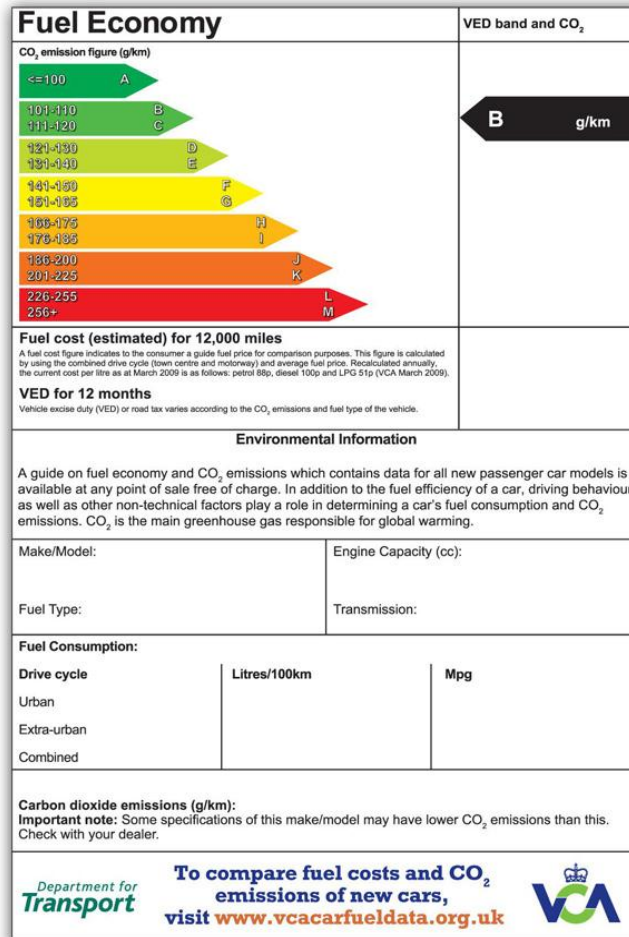 Fuel Economy
VED band and CO2
CO2 emission figure (g/km)
<=100 A
101-110 B
111-120 C
121-130 D
131-140 E
141-150 F
151-165 G
166-175 H
176-185 I
186-200 J
201-225 K
226-255 L
256+ M
B g/km
Fuel cost (estimated) for 12,000 miles
A fuel cost figure indicates to the consumer a guide fuel price for comparison purposes. This figure is calculated
by using the combined drive cycle (town centre and motorway) and average fuel price. Recalculated annually,
the current cost per litre as at March 2009 is as follows: petrol 88p, diesel 100p and LPG 51p (VCA March 2009).
VED for 12 months
Vehicle excise duty (VED) or road tax varies according to the CO2 emissions and fuel type of the vehicle.
Environmental Information
A guide on fuel economy and CO2 emissions which contains data for all new passenger car models is
available at any point of sale free of charge. In addition to the fuel efficiency of a car, driving behaviour
as well as other non-technical factors play a role in determining a car's fuel consumption and CO2
emissions. CO2 is the main greenhouse gas responsible for global warming.
Make/Model:
Engine Capacity (cc):
Fuel Type:
Transmission:
Fuel Consumption:
Drive cycle Litres/100km Mpg
Urban
Extra-urban
Combined
Carbon dioxide emissions (g/km):
Important note: Some specifications of this make/model may have lower CO2 emissions than this.
Check with your dealer.
Department for
Transport
To compare fuel costs and CO2
emissions of new cars,
visit www.vcacarfueldata.org.uk
VCA